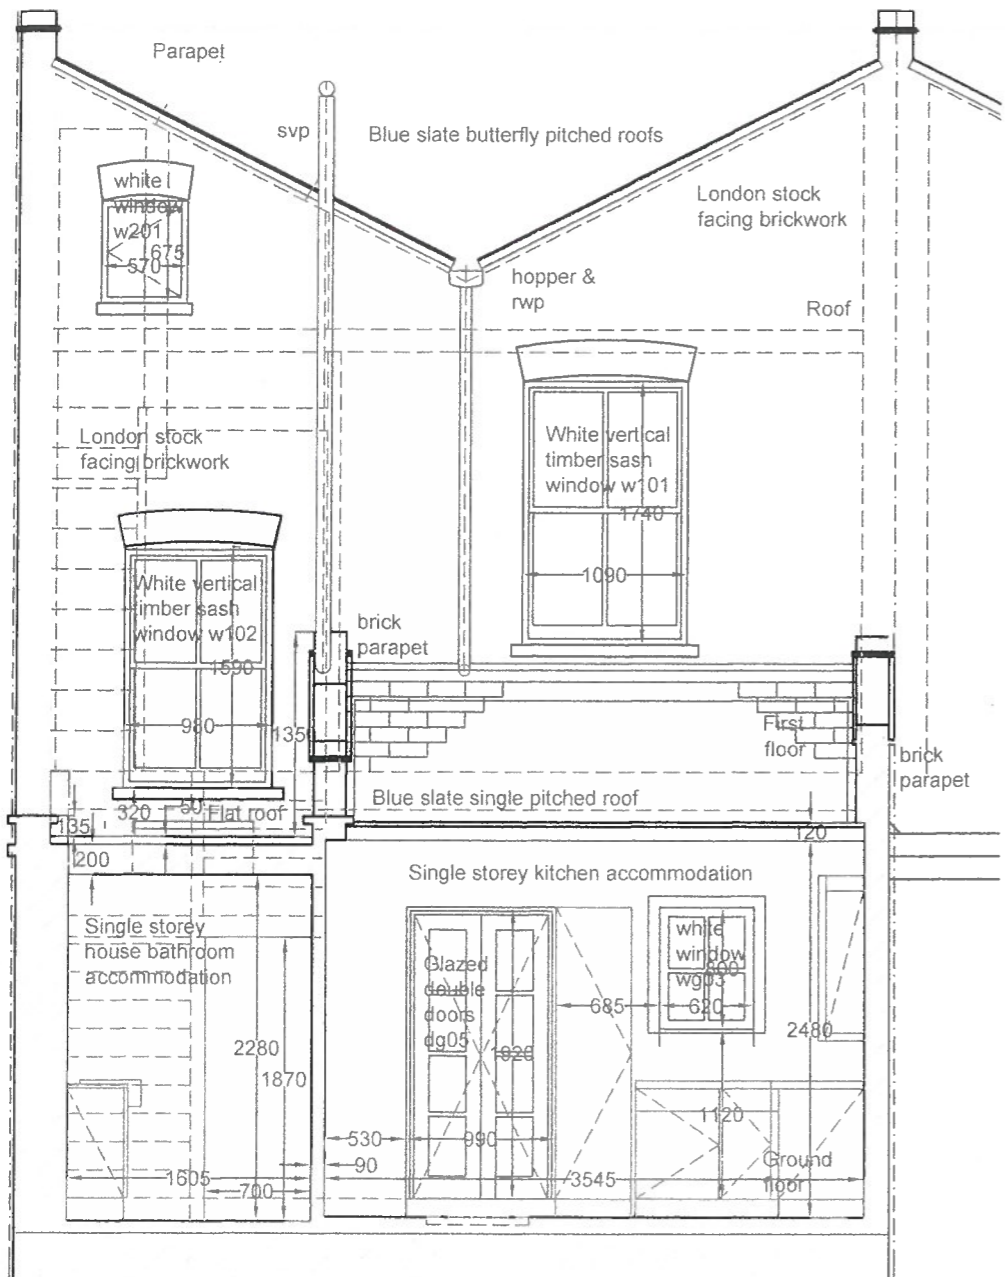 Parapet
svp
Blue slate butterfly pitched roofs
white
window
w201
675
570
London stock
facing brickwork
hopper &
rwp
Roof
London stock
facing brickwork
White vertical
timber sash
window w101
1740
1090
White vertical
timber sash
window w102
1590
980
brick
parapet
135
First
floor
brick
parapet
Blue slate single pitched roof
320
50
Flat roof
135
200
120
Single storey kitchen accommodation
Single storey
house bathroom
accommodation
Glazed
double
doors
dg05
white
window
wg03
800
620
685
1920
2480
2280
1870
1120
530
990
90
1605
700
3545
Ground
floor